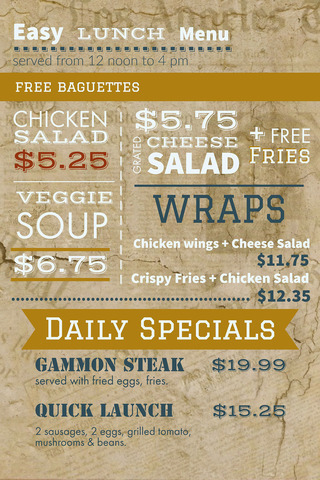 Easy LUNCH Menu
served from 12 noon to 4 pm
FREE BAGUETTES
CHICKEN
SALAD
$5.25
VEGGIE
SOUP
$6.75
$5.75
GRATED CHEESE
SALAD
+ FREE
FRIES
WRAPS
Chicken wings + Cheese Salad
$11.75
Crispy Fries + Chicken Salad
$12.35
DAILY SPECIALS
GAMMON STEAK $19.99
served with fried eggs, fries.
QUICK LAUNCH $15.25
2 sausages, 2 eggs, grilled tomato,
mushrooms & beans.